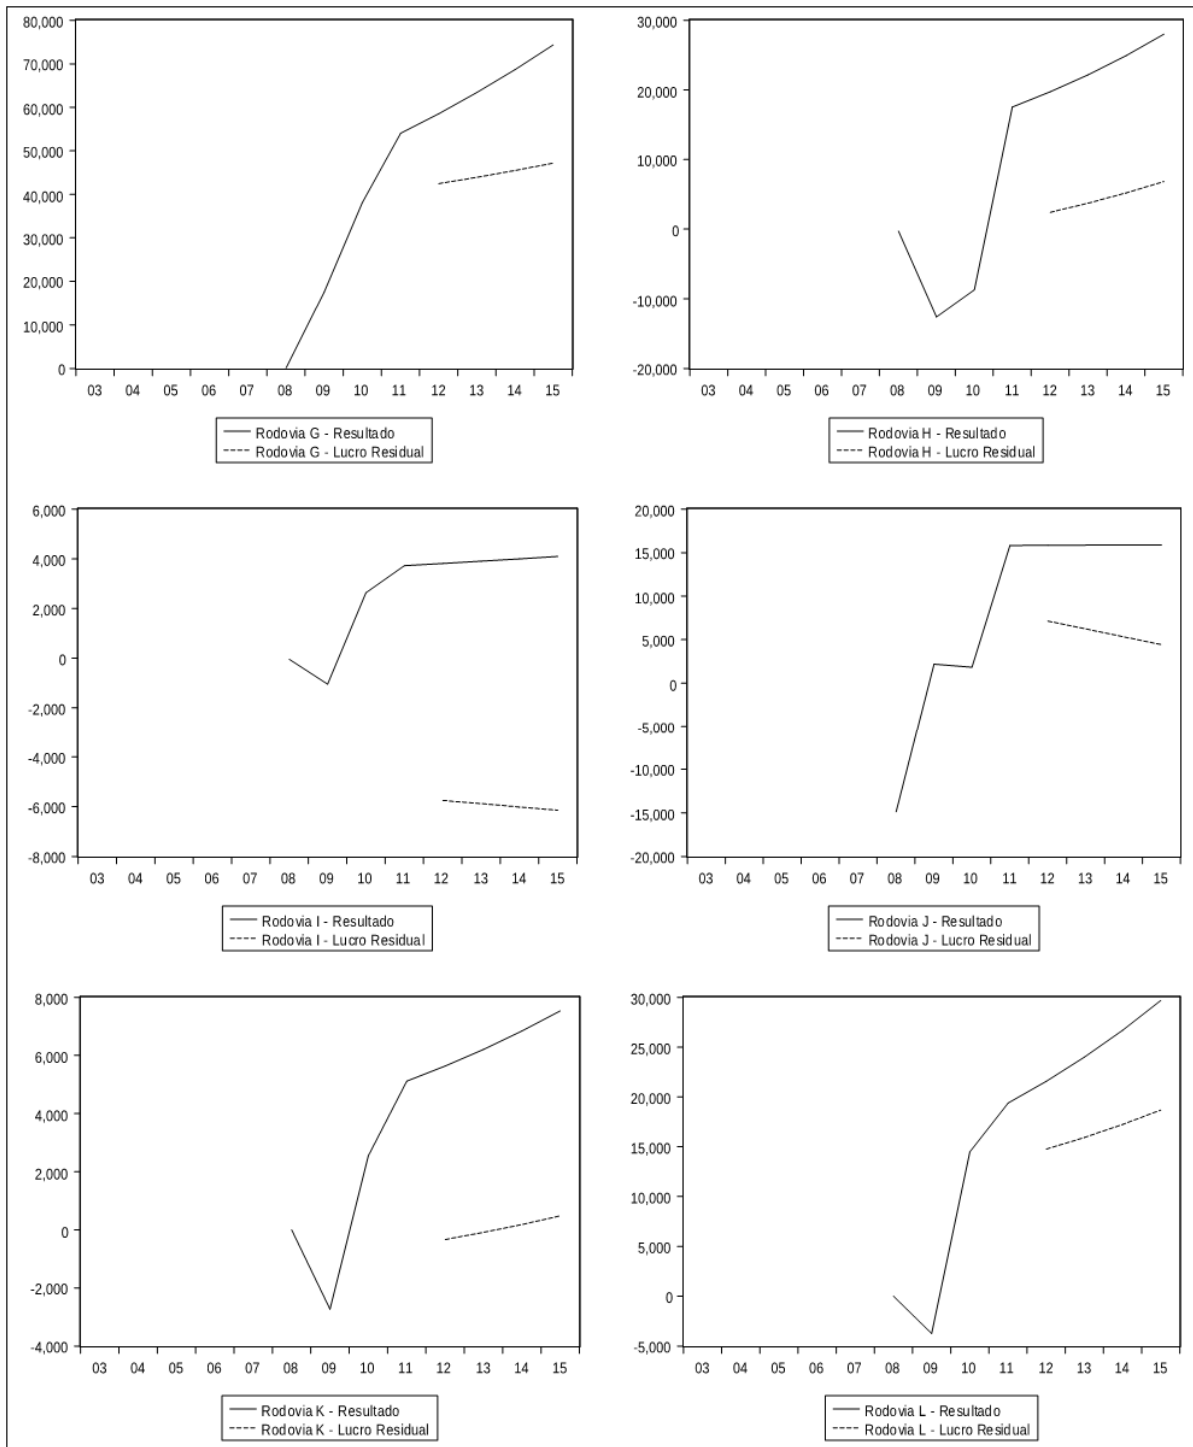 80,000
70,000
60,000
50,000
40,000
30,000
20,000
10,000
0
03 04 05 06 07 08 09 10 11 12 13 14 15
Rodovia G - Resultado
Rodovia G - Lucro Residual
30,000
20,000
10,000
0
-10,000
-20,000
03 04 05 06 07 08 09 10 11 12 13 14 15
Rodovia H - Resultado
Rodovia H - Lucro Residual
6,000
4,000
2,000
0
-2,000
-4,000
-6,000
-8,000
03 04 05 06 07 08 09 10 11 12 13 14 15
Rodovia I - Resultado
Rodovia I - Lucro Residual
20,000
15,000
10,000
5,000
0
-5,000
-10,000
-15,000
-20,000
03 04 05 06 07 08 09 10 11 12 13 14 15
Rodovia J - Resultado
Rodovia J - Lucro Residual
8,000
6,000
4,000
2,000
0
-2,000
-4,000
03 04 05 06 07 08 09 10 11 12 13 14 15
Rodovia K - Resultado
Rodovia K - Lucro Residual
30,000
25,000
20,000
15,000
10,000
5,000
0
-5,000
03 04 05 06 07 08 09 10 11 12 13 14 15
Rodovia L - Resultado
Rodovia L - Lucro Residual